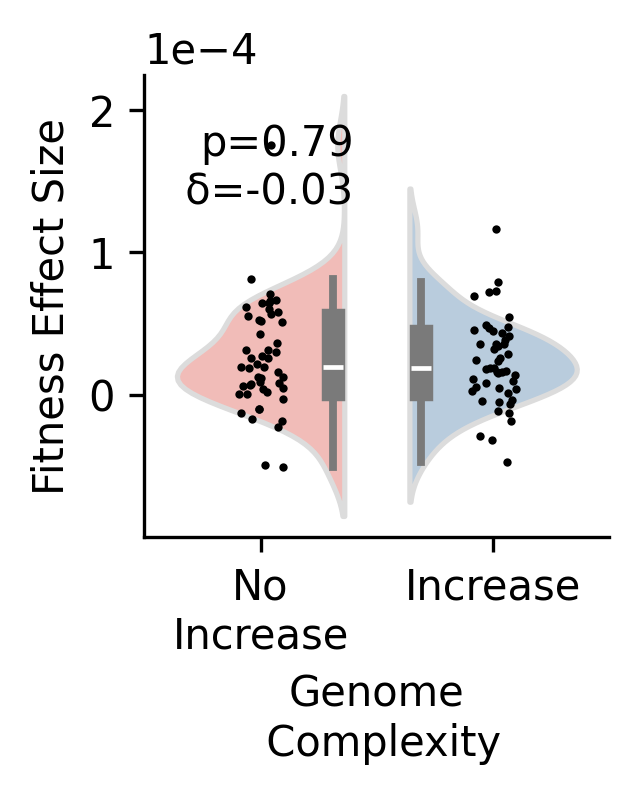 1e−4
2
p=0.79
δ=-0.03
1
0
Fitness Effect Size
No
Increase
Increase
Genome
Complexity